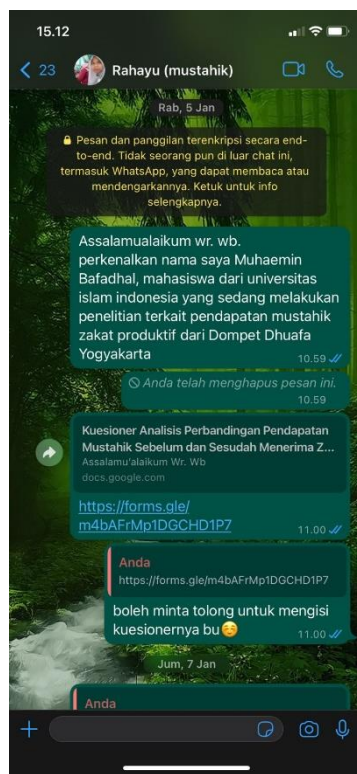 15.12
23
Rahayu (mustahik)
Rab, 5 Jan
Pesan dan panggilan terenkripsi secara end-
to-end. Tidak seorang pun di luar chat ini,
termasuk WhatsApp, yang dapat membaca atau
mendengarkannya. Ketuk untuk info
selengkapnya.
Assalamualaikum wr. wb.
perkenalkan nama saya Muhaemin
Bafadhal, mahasiswa dari universitas
islam indonesia yang sedang melakukan
penelitian terkait pendapatan mustahik
zakat produktif dari Dompet Dhuafa
Yogyakarta
10.59
Anda telah menghapus pesan ini.
10.59
Kuesioner Analisis Perbandingan Pendapatan
Mustahik Sebelum dan Sesudah Menerima Z...
Assalamu'alaikum Wr. Wb
docs.google.com
https://forms.gle/
m4bAFrMp1DGCHD1P7
11.00
Anda
https://forms.gle/m4bAFrMp1DGCHD1P7
boleh minta tolong untuk mengisi
kuesionernya bu☺️
11.00
Jum, 7 Jan
Anda